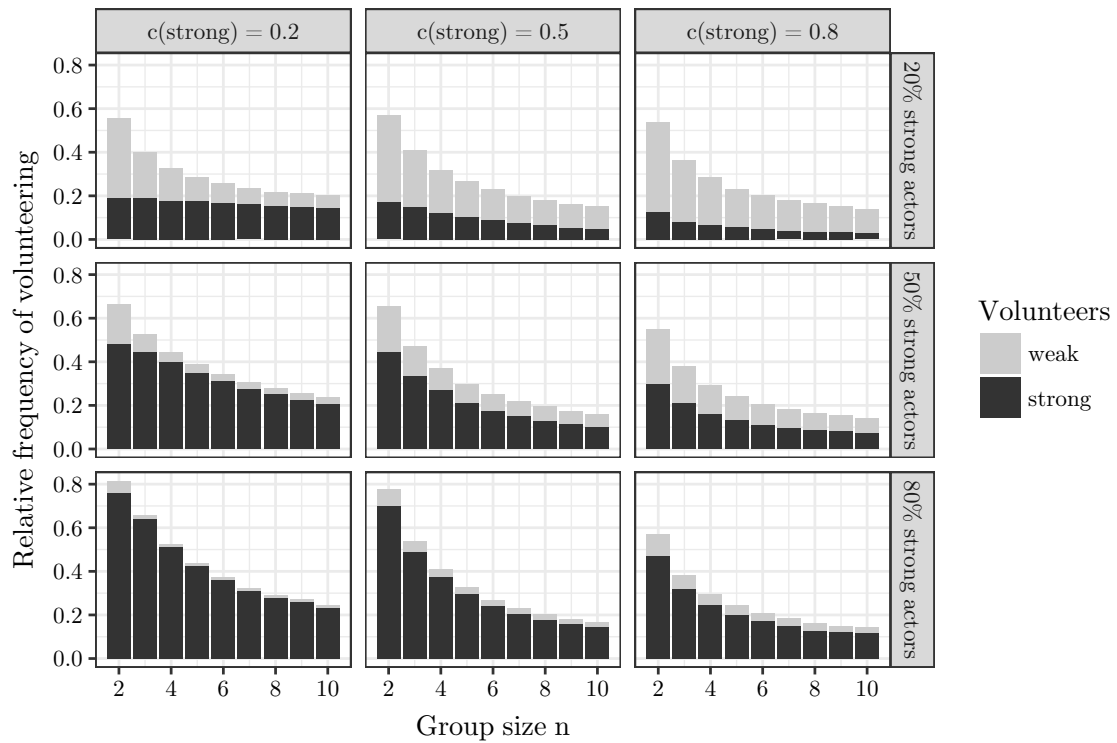 c(strong) = 0.2
c(strong) = 0.5
c(strong) = 0.8
Relative frequency of volunteering
0.8
0.6
0.4
0.2
0.0
20% strong actors
0.8
0.6
0.4
0.2
0.0
50% strong actors
0.8
0.6
0.4
0.2
0.0
80% strong actors
2 4 6 8 10
2 4 6 8 10
2 4 6 8 10
Group size n
Volunteers
weak
strong